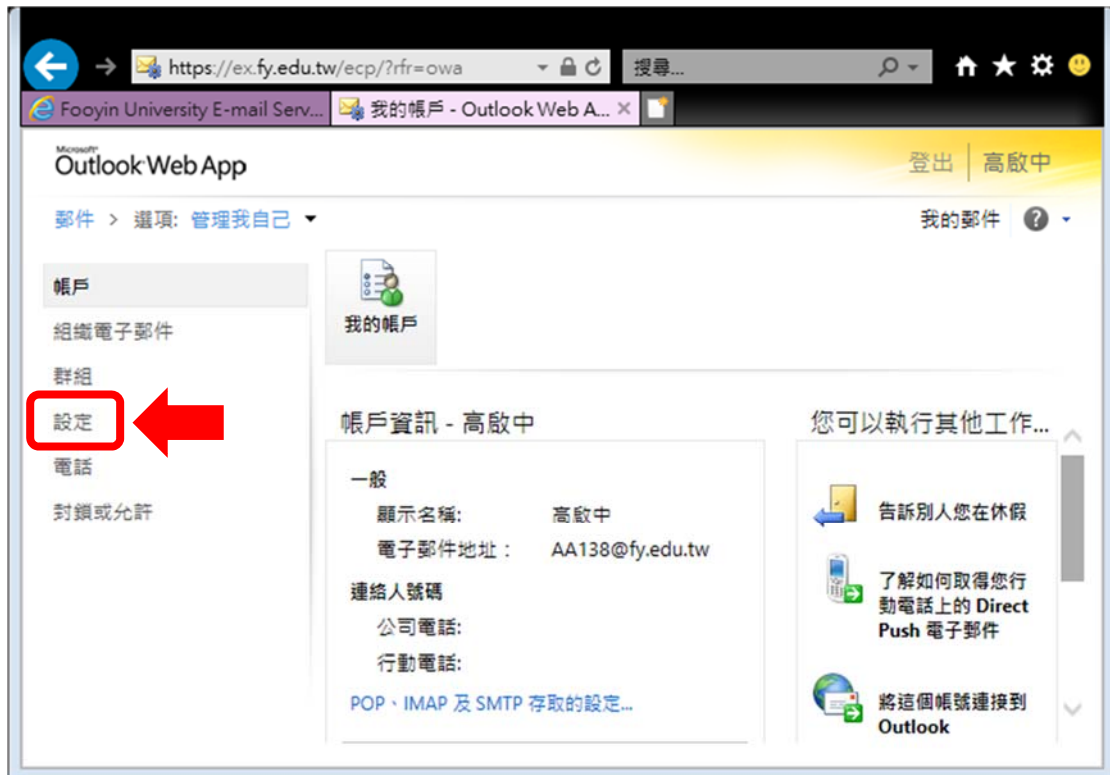 https://ex.fy.edu.tw/ecp/?rfr=owa 搜尋...
Fooyin University E-mail Serv... 我的帳戶 - Outlook Web A...
Microsoft
Outlook Web App
登出 高啟中
郵件 > 選項: 管理我自己
我的郵件
帳戶
組織電子郵件
群組
設定
電話
封鎖或允許
我的帳戶
帳戶資訊 - 高啟中
一般
顯示名稱: 高啟中
電子郵件地址: AA138@fy.edu.tw
連絡人號碼
公司電話:
行動電話:
POP、IMAP 及 SMTP 存取的設定...
您可以執行其他工作...
告訴別人您在休假
了解如何取得您行
動電話上的 Direct
Push 電子郵件
將這個帳號連接到
Outlook